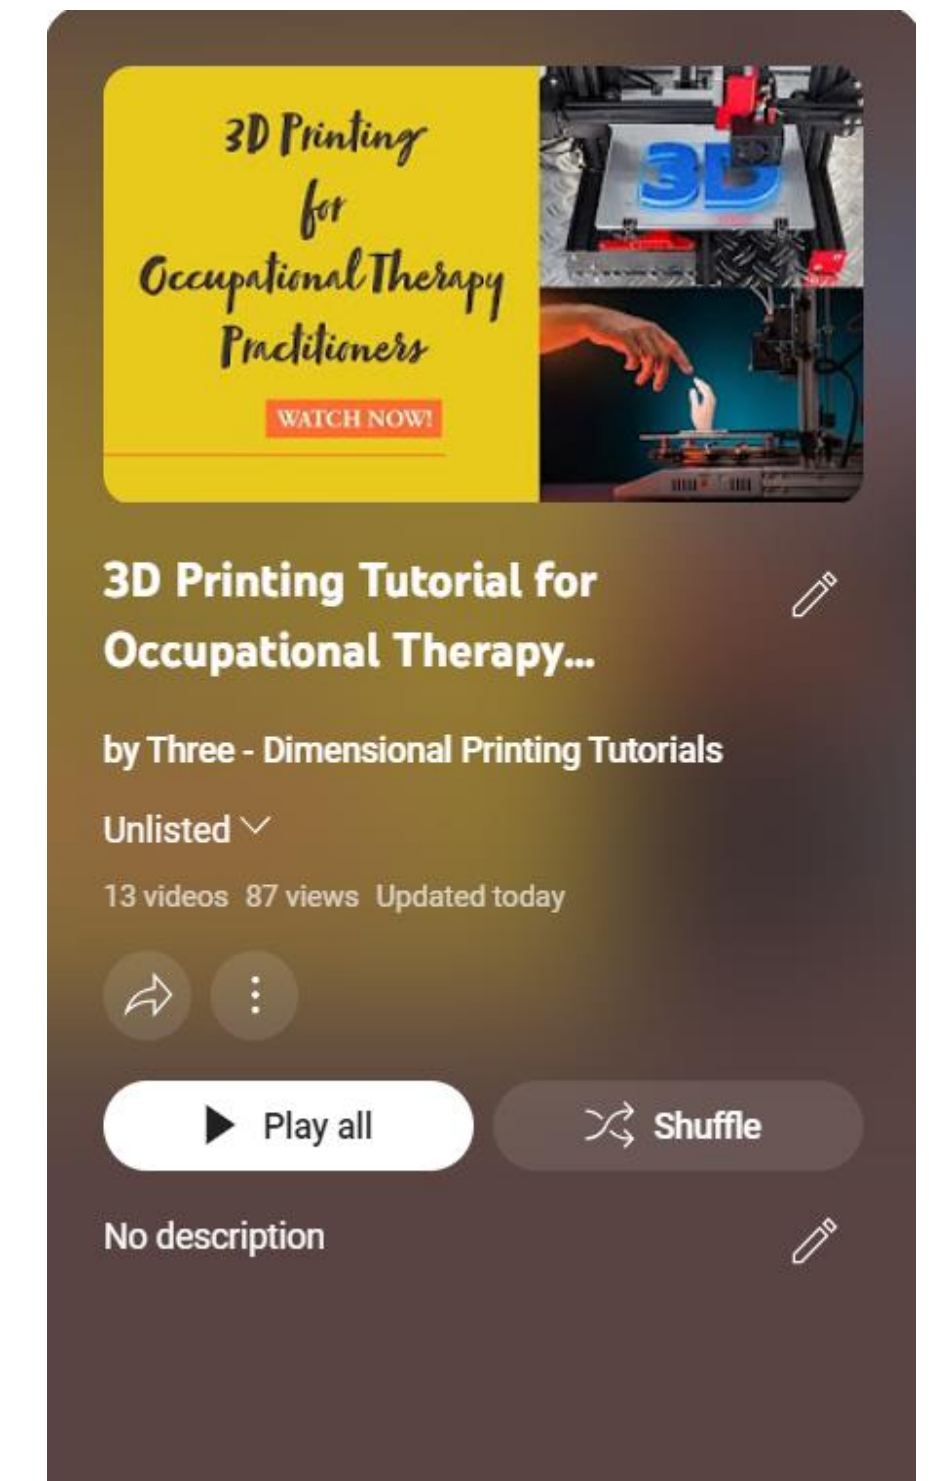 3D Printing
for
Occupational Therapy
Practitioners
WATCH NOW!
3D
3D Printing Tutorial for
Occupational Therapy...
by Three - Dimensional Printing Tutorials
Unlisted
13 videos 87 views Updated today
Play all
Shuffle
No description